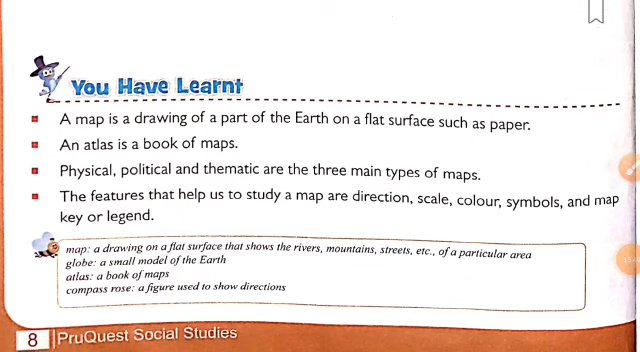 You Have Learnt
A map is a drawing of a part of the Earth on a flat surface such as paper.
An atlas is a book of maps.
Physical, political and thematic are the three main types of maps.
The features that help us to study a map are direction, scale, colour, symbols, and map
key or legend.
map: a drawing on a flat surface that shows the rivers, mountains, streets, etc., of a particular area
globe: a small model of the Earth
atlas: a book of maps
compass rose: a figure used to show directions
8 PruQuest Social Studies